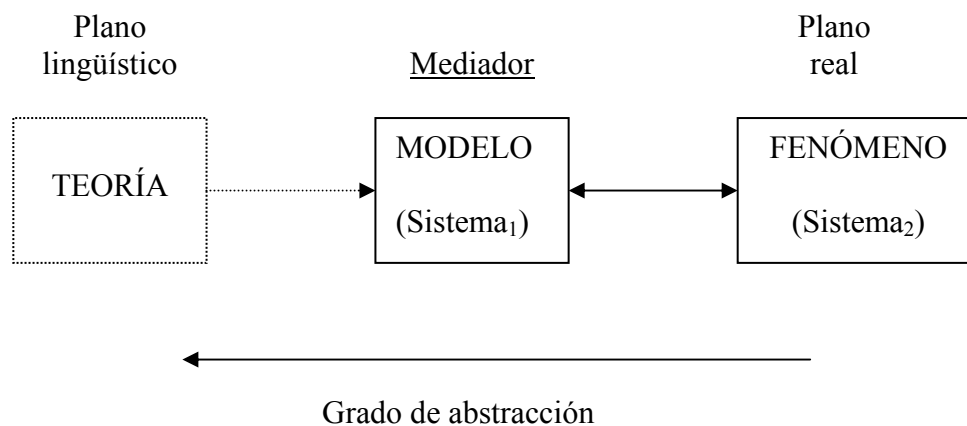 Plano
lingüístico
Mediador
Plano
real
TEORÍA
MODELO
(Sistema₁)
FENÓMENO
(Sistema₂)
Grado de abstracción